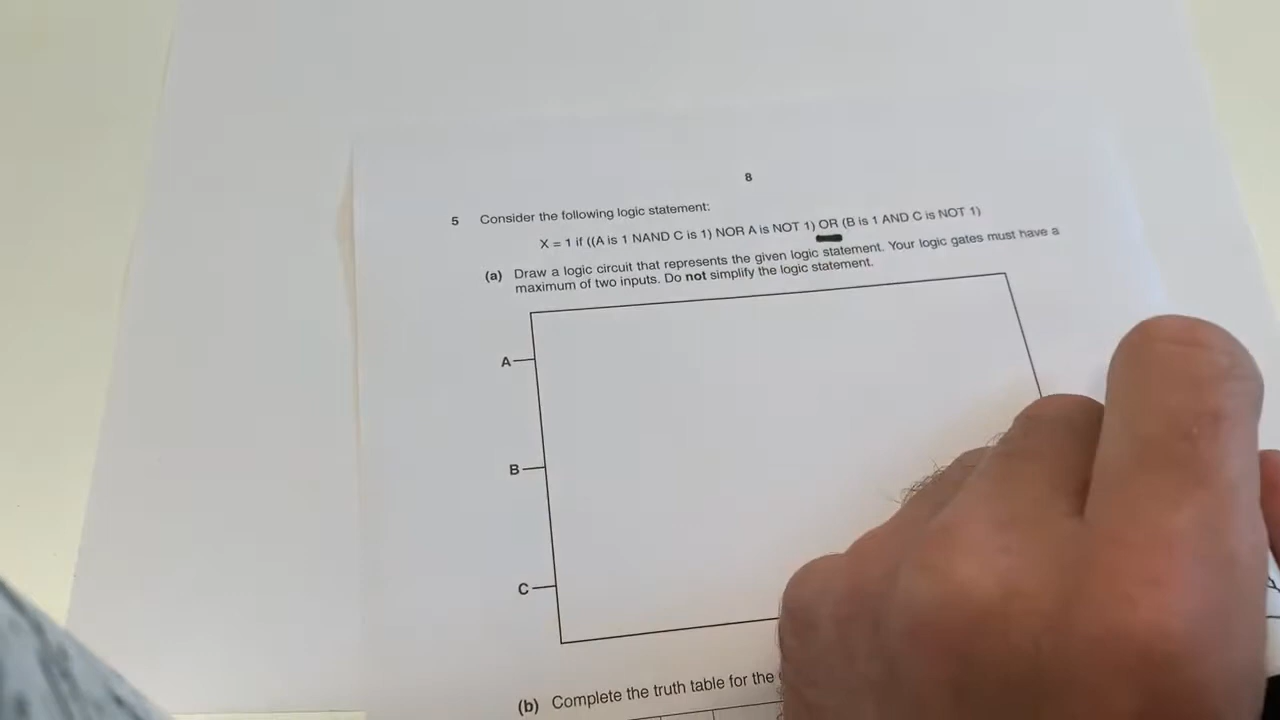 8
5 Consider the following logic statement:
X = 1 if ((A is 1 NAND C is 1) NOR A is NOT 1) OR (B is 1 AND C is NOT 1)
(a) Draw a logic circuit that represents the given logic statement. Your logic gates must have a
maximum of two inputs. Do not simplify the logic statement.
A
B
C
(b) Complete the truth table for the